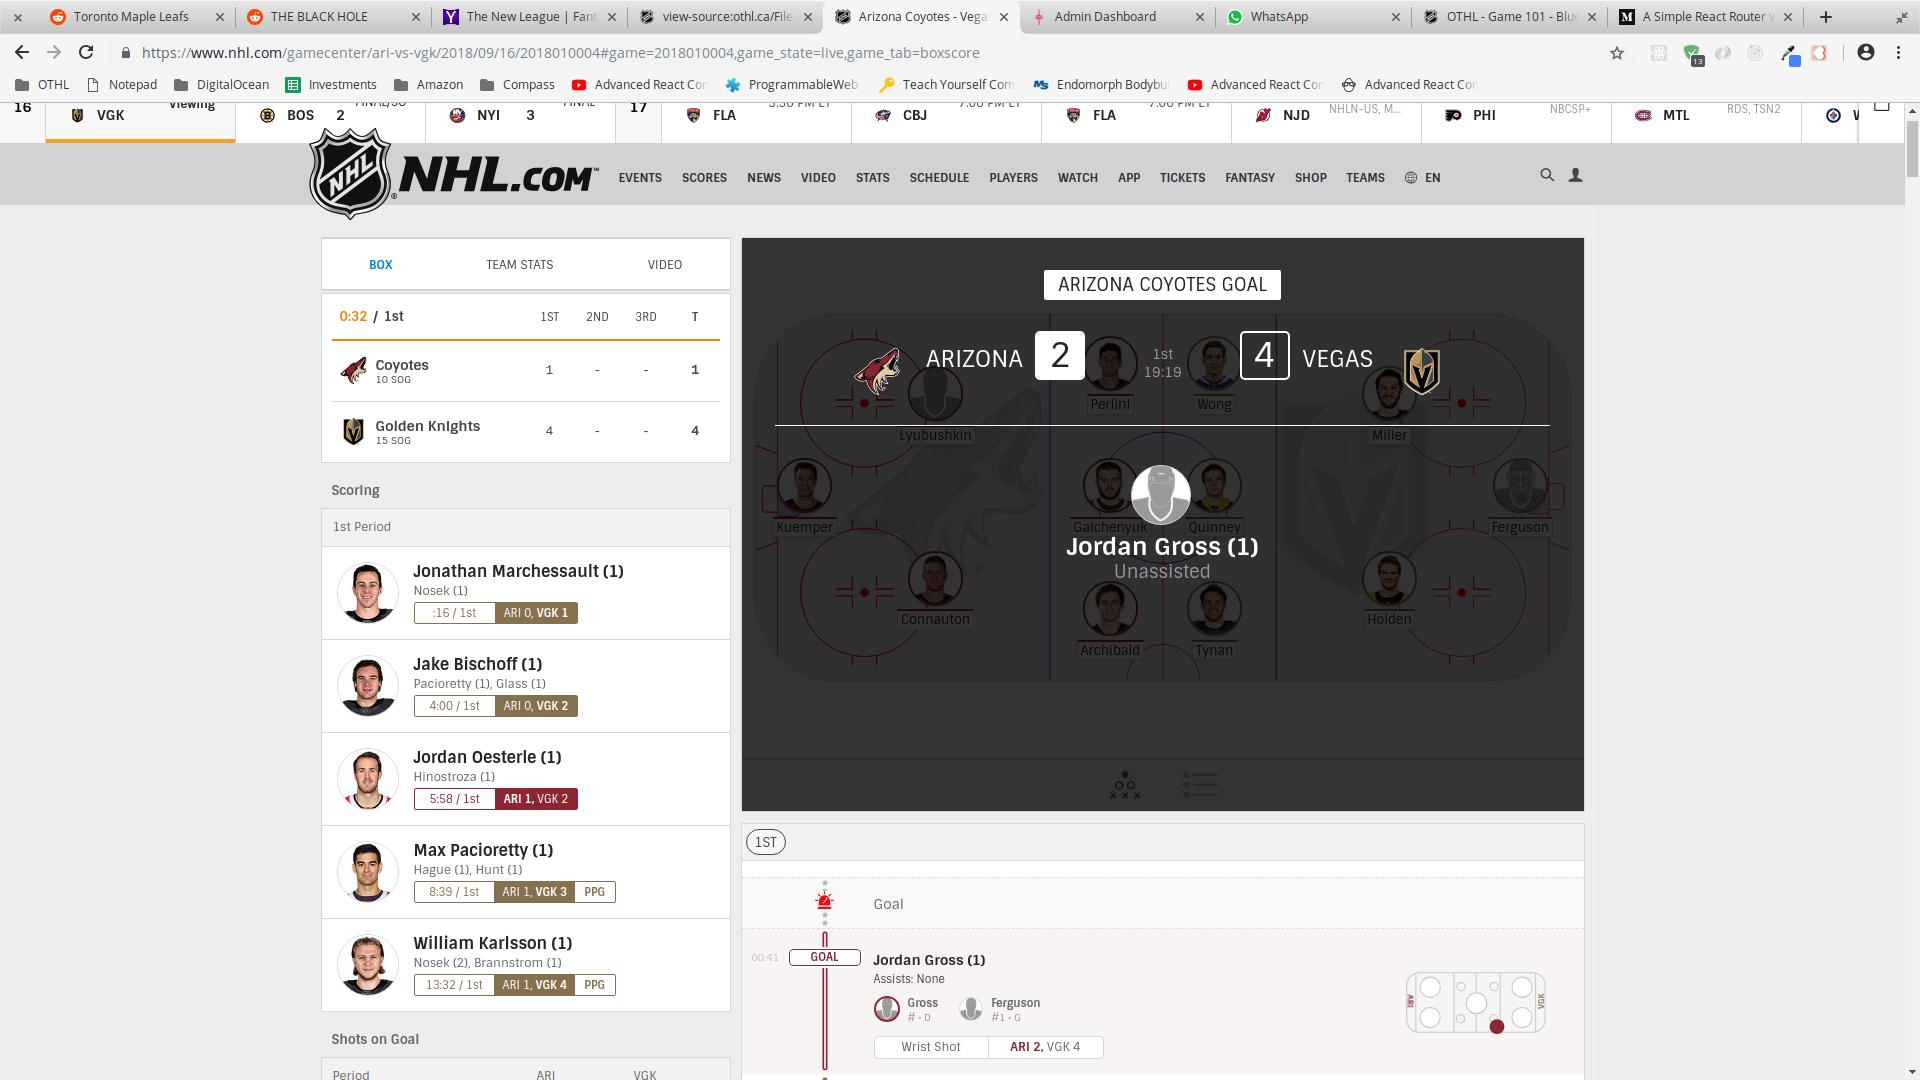 Toronto Maple Leafs
THE BLACK HOLE
The New League | Fant
view-source:othl.ca/File
Arizona Coyotes - Vega
Admin Dashboard
WhatsApp
OTHL - Game 101 - Blue
A Simple React Router v
https://www.nhl.com/gamecenter/ari-vs-vgk/2018/09/16/2018010004#game=2018010004,game_state=live,game_tab=boxscore
13
OTHL
Notepad
DigitalOcean
Investments
Amazon
Compass
Advanced React Con
ProgrammableWeb
Teach Yourself Com
Endomorph Bodybui
Advanced React Con
Advanced React Con
16
Viewing
VGK
FINAL/SO
BOS 2
FINAL
NYI 3
17
3:30 PM ET
FLA
7:00 PM ET
CBJ
7:00 PM ET
FLA
NJD
NHLN-US, M...
PHI
NBCSP+
MTL
RDS, TSN2
NHL
NHL.COM™
EVENTS
SCORES
NEWS
VIDEO
STATS
SCHEDULE
PLAYERS
WATCH
APP
TICKETS
FANTASY
SHOP
TEAMS
EN
BOX
TEAM STATS
VIDEO
0:32 / 1st 1ST 2ND 3RD T
Coyotes 1 - - 1
10 SOG
Golden Knights 4 - - 4
15 SOG
Scoring
1st Period
Jonathan Marchessault (1)
Nosek (1)
:16 / 1st ARI 0, VGK 1
Jake Bischoff (1)
Pacioretty (1), Glass (1)
4:00 / 1st ARI 0, VGK 2
Jordan Oesterle (1)
Hinostroza (1)
5:58 / 1st ARI 1, VGK 2
Max Pacioretty (1)
Hague (1), Hunt (1)
8:39 / 1st ARI 1, VGK 3 PPG
William Karlsson (1)
Nosek (2), Brannstrom (1)
13:32 / 1st ARI 1, VGK 4 PPG
Shots on Goal
Period ARI VGK
ARIZONA COYOTES GOAL
ARIZONA 2
1st
19:19
4 VEGAS
Perlini
Wong
Lyubushkin
Miller
Kuemper
Galchenyuk
Quinney
Ferguson
Jordan Gross (1)
Unassisted
Connauton
Holden
Archibald
Tynan
1ST
Goal
00:41 GOAL Jordan Gross (1)
Assists: None
Gross
# • D
Ferguson
#1 • G
Wrist Shot ARI 2, VGK 4
ARI
VGK